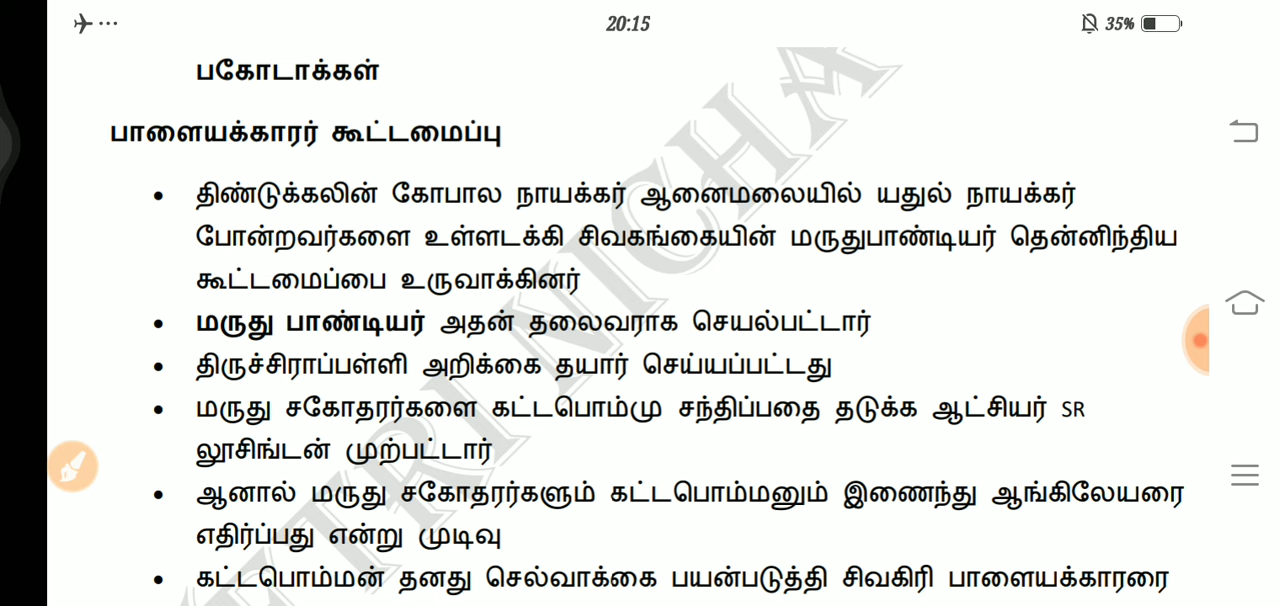 20:15
35%
பகோடாக்கள்
பாளையக்காரர் கூட்டமைப்பு
• திண்டுக்கலின் கோபால நாயக்கர் ஆனைமலையில் யதுல் நாயக்கர்
போன்றவர்களை உள்ளடக்கி சிவகங்கையின் மருதுபாண்டியர் தென்னிந்திய
கூட்டமைப்பை உருவாக்கினர்
• மருது பாண்டியர் அதன் தலைவராக செயல்பட்டார்
• திருச்சிராப்பள்ளி அறிக்கை தயார் செய்யப்பட்டது
• மருது சகோதரர்களை கட்டபொம்மு சந்திப்பதை தடுக்க ஆட்சியர் SR
லூசிங்டன் முற்பட்டார்
• ஆனால் மருது சகோதரர்களும் கட்டபொம்மனும் இணைந்து ஆங்கிலேயரை
எதிர்ப்பது என்று முடிவு
• கட்டபொம்மன் தனது செல்வாக்கை பயன்படுத்தி சிவகிரி பாளையக்காரரை
ETRI NICHA